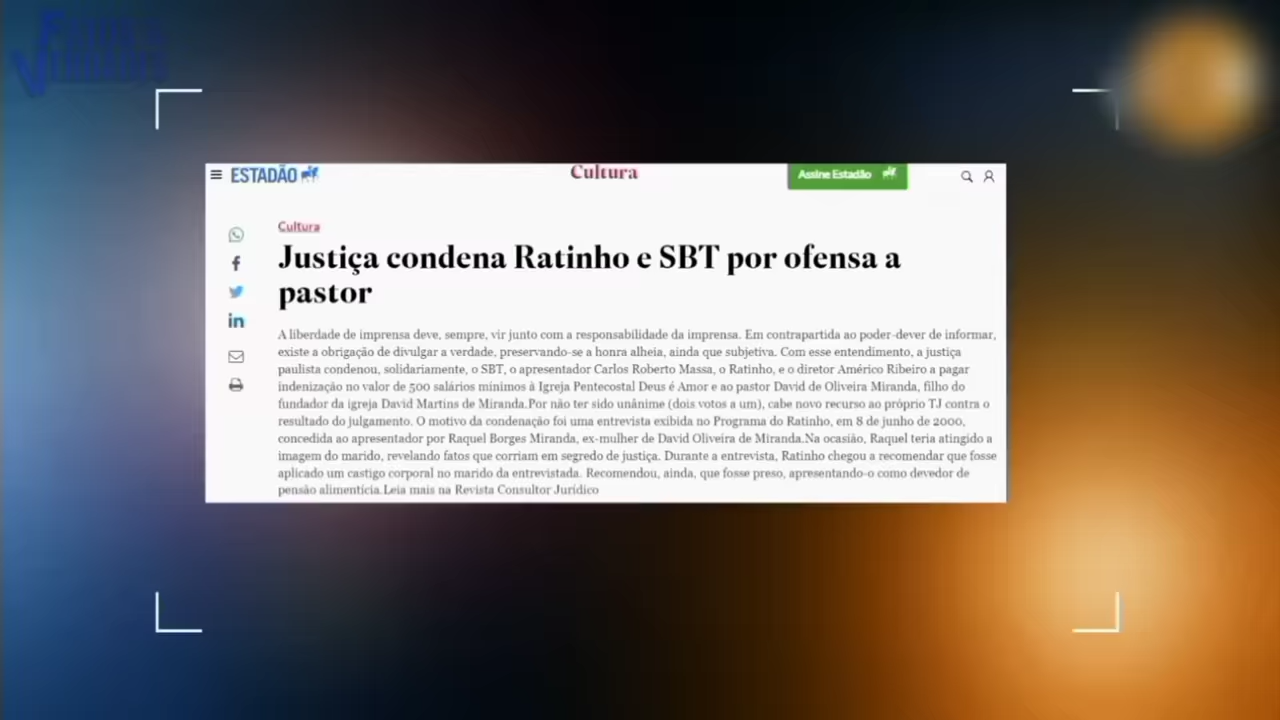 FATOS &
VERDADES
ESTADÃO
Cultura
Assine Estadão
Cultura
Justiça condena Ratinho e SBT por ofensa a
pastor
A liberdade de imprensa deve, sempre, vir junto com a responsabilidade da imprensa. Em contrapartida ao poder-dever de informar,
existe a obrigação de divulgar a verdade, preservando-se a honra alheia, ainda que subjetiva. Com esse entendimento, a justiça
paulista condenou, solidariamente, o SBT, o apresentador Carlos Roberto Massa, o Ratinho, e o diretor Américo Ribeiro a pagar
indenização no valor de 500 salários mínimos à Igreja Pentecostal Deus é Amor e ao pastor David de Oliveira Miranda, filho do
fundador da igreja David Martins de Miranda.Por não ter sido unânime (dois votos a um), cabe novo recurso ao próprio TJ contra o
resultado do julgamento. O motivo da condenação foi uma entrevista exibida no Programa do Ratinho, em 8 de junho de 2000,
concedida ao apresentador por Raquel Borges Miranda, ex-mulher de David Oliveira de Miranda.Na ocasião, Raquel teria atingido a
imagem do marido, revelando fatos que corriam em segredo de justiça. Durante a entrevista, Ratinho chegou a recomendar que fosse
aplicado um castigo corporal no marido da entrevistada. Recomendou, ainda, que fosse preso, apresentando-o como devedor de
pensão alimentícia.Leia mais na Revista Consultor Jurídico